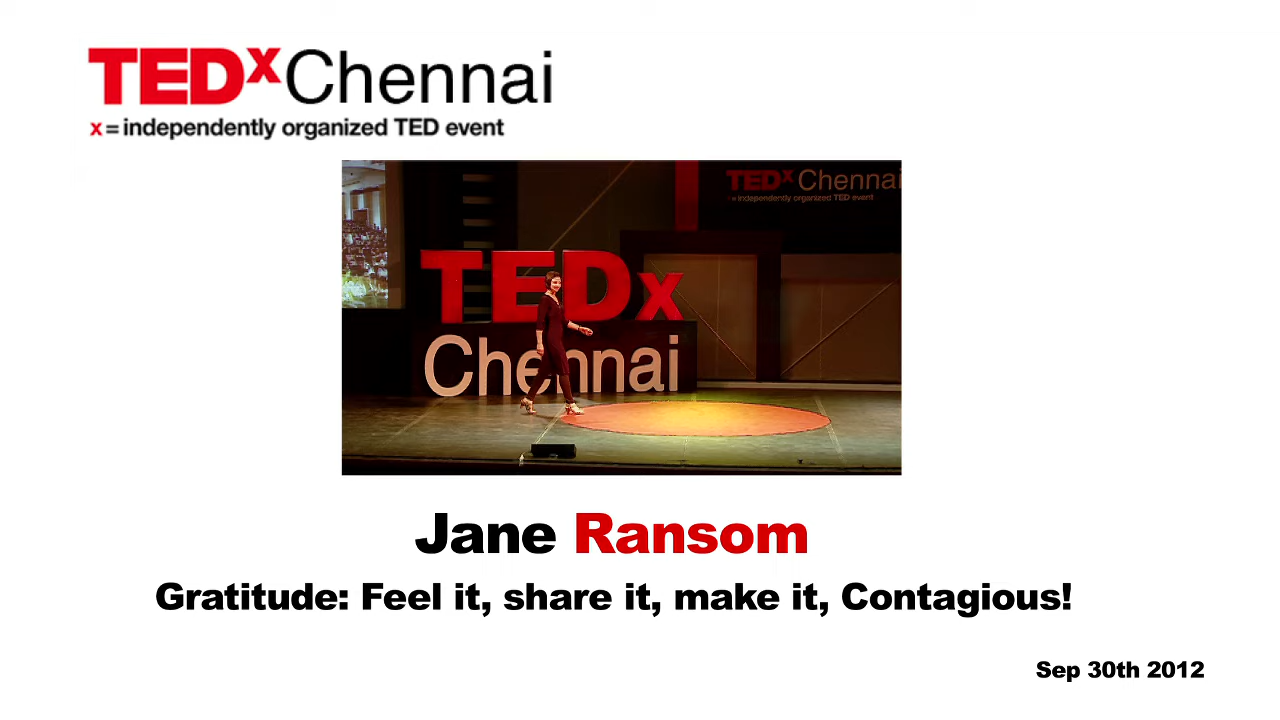 TEDxChennai
x = independently organized TED event
TEDx Chennai
= independently organized TED event
TEDx
Chennai
Jane Ransom
Gratitude: Feel it, share it, make it, Contagious!
Sep 30th 2012